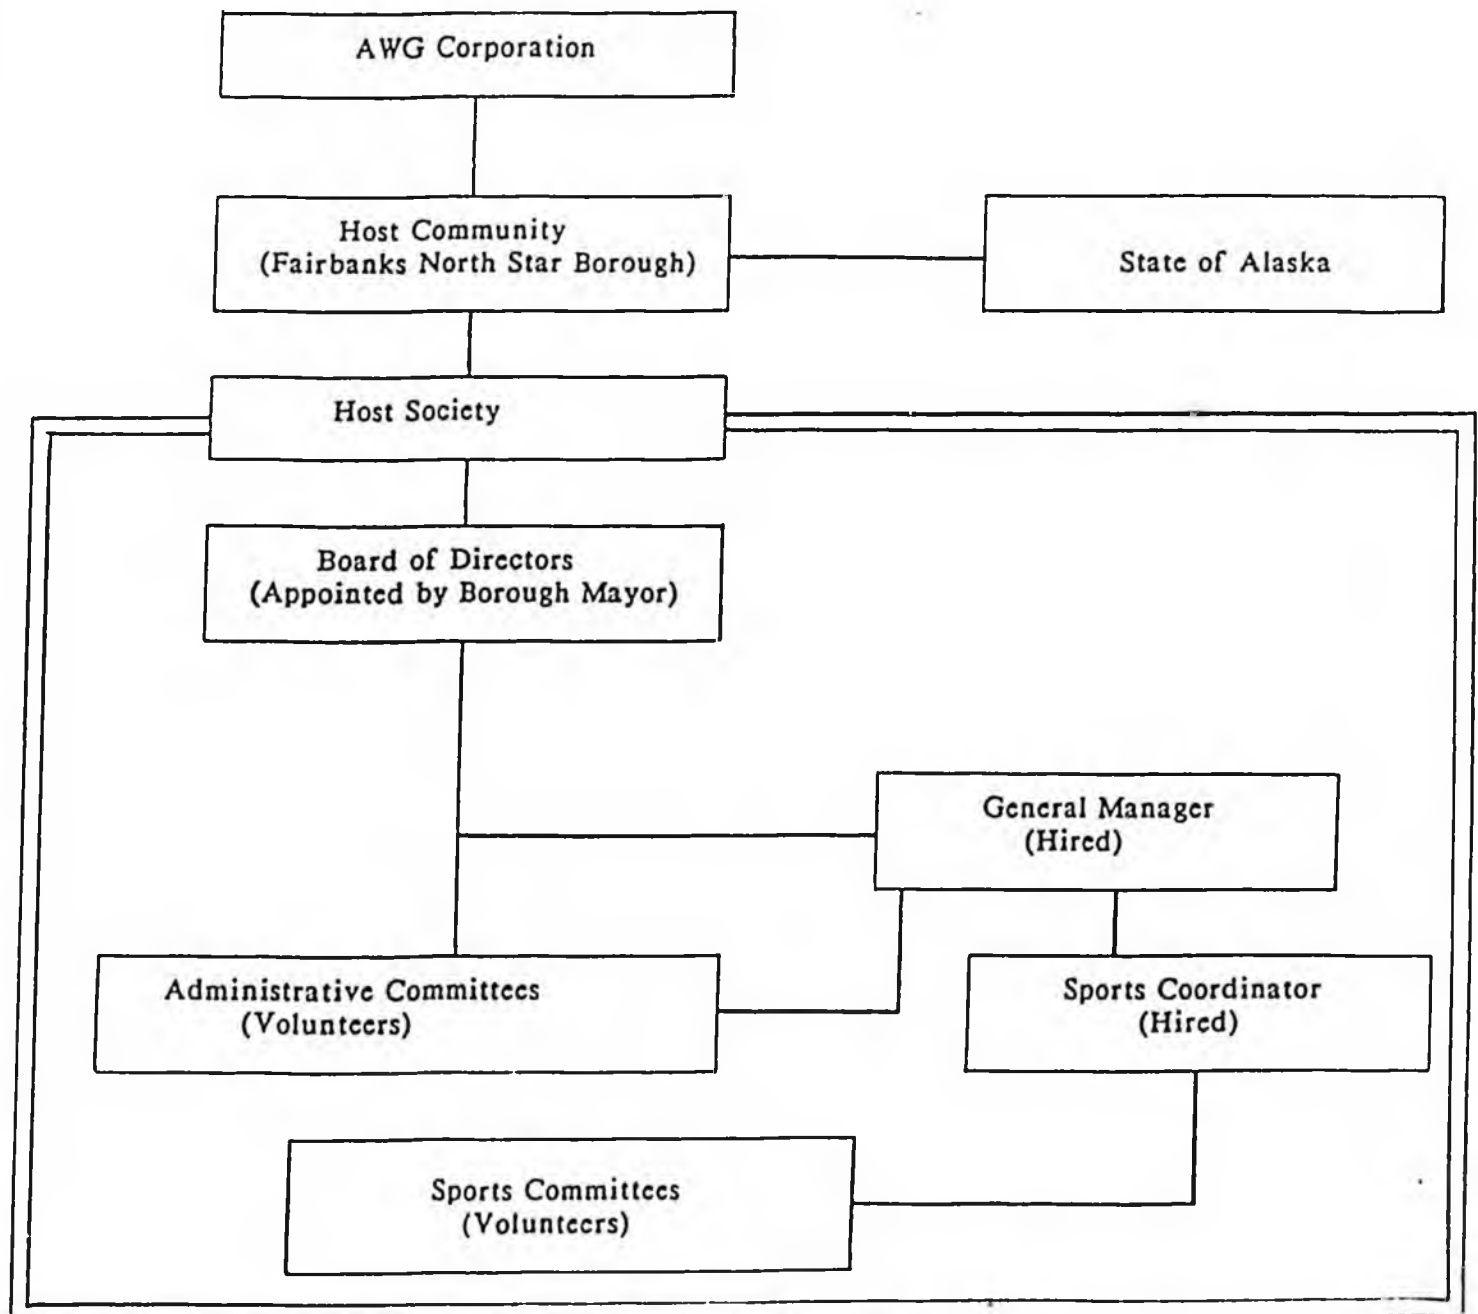 AWG Corporation
Host Community
(Fairbanks North Star Borough)
State of Alaska
Host Society
Board of Directors
(Appointed by Borough Mayor)
General Manager
(Hired)
Administrative Committees
(Volunteers)
Sports Coordinator
(Hired)
Sports Committees
(Volunteers)